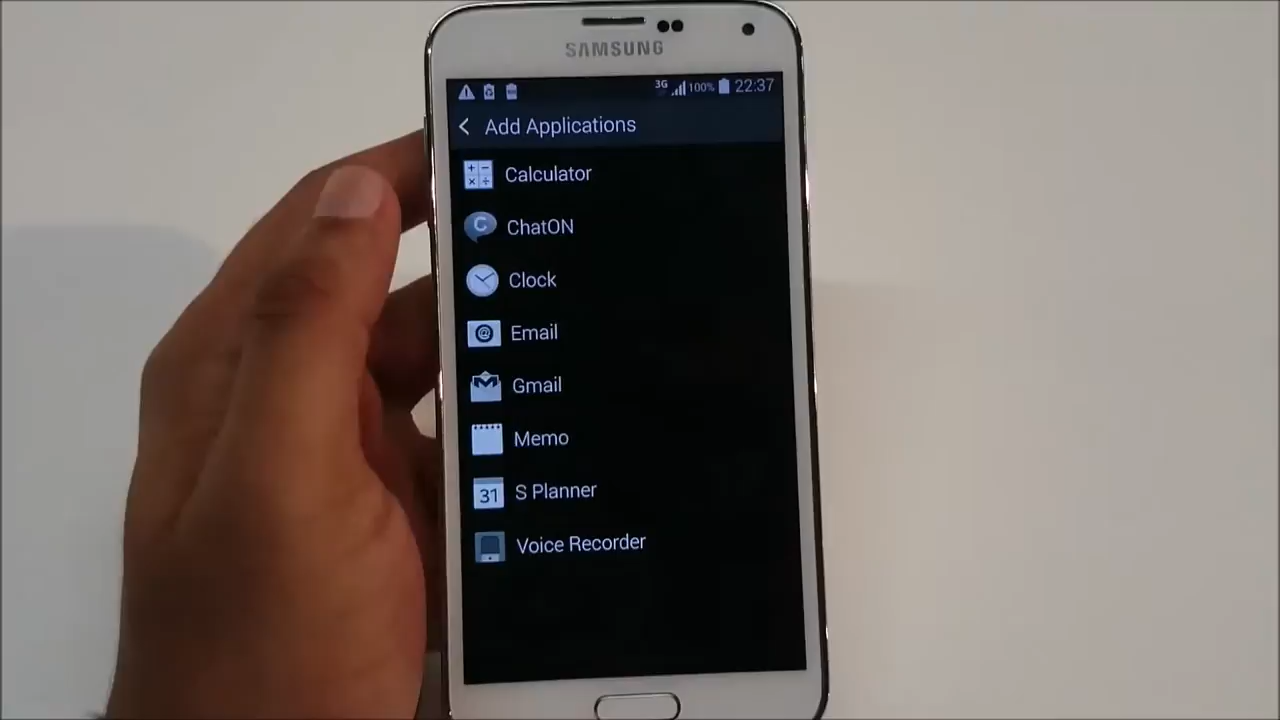 SAMSUNG
3G 100% 22:37
Add Applications
Calculator
C ChatON
Clock
@ Email
Gmail
Memo
31 S Planner
Voice Recorder